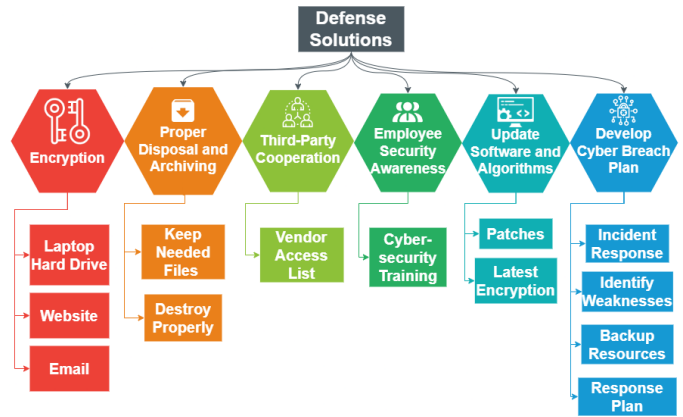 Defense
Solutions
Encryption
Proper
Disposal and
Archiving
Third-Party
Cooperation
Employee
Security
Awareness
Update
Software and
Algorithms
Develop
Cyber Breach
Plan
Laptop
Hard Drive
Website
Email
Keep
Needed
Files
Destroy
Properly
Vendor
Access
List
Cyber-
security
Training
Patches
Latest
Encryption
Incident
Response
Identify
Weaknesses
Backup
Resources
Response
Plan